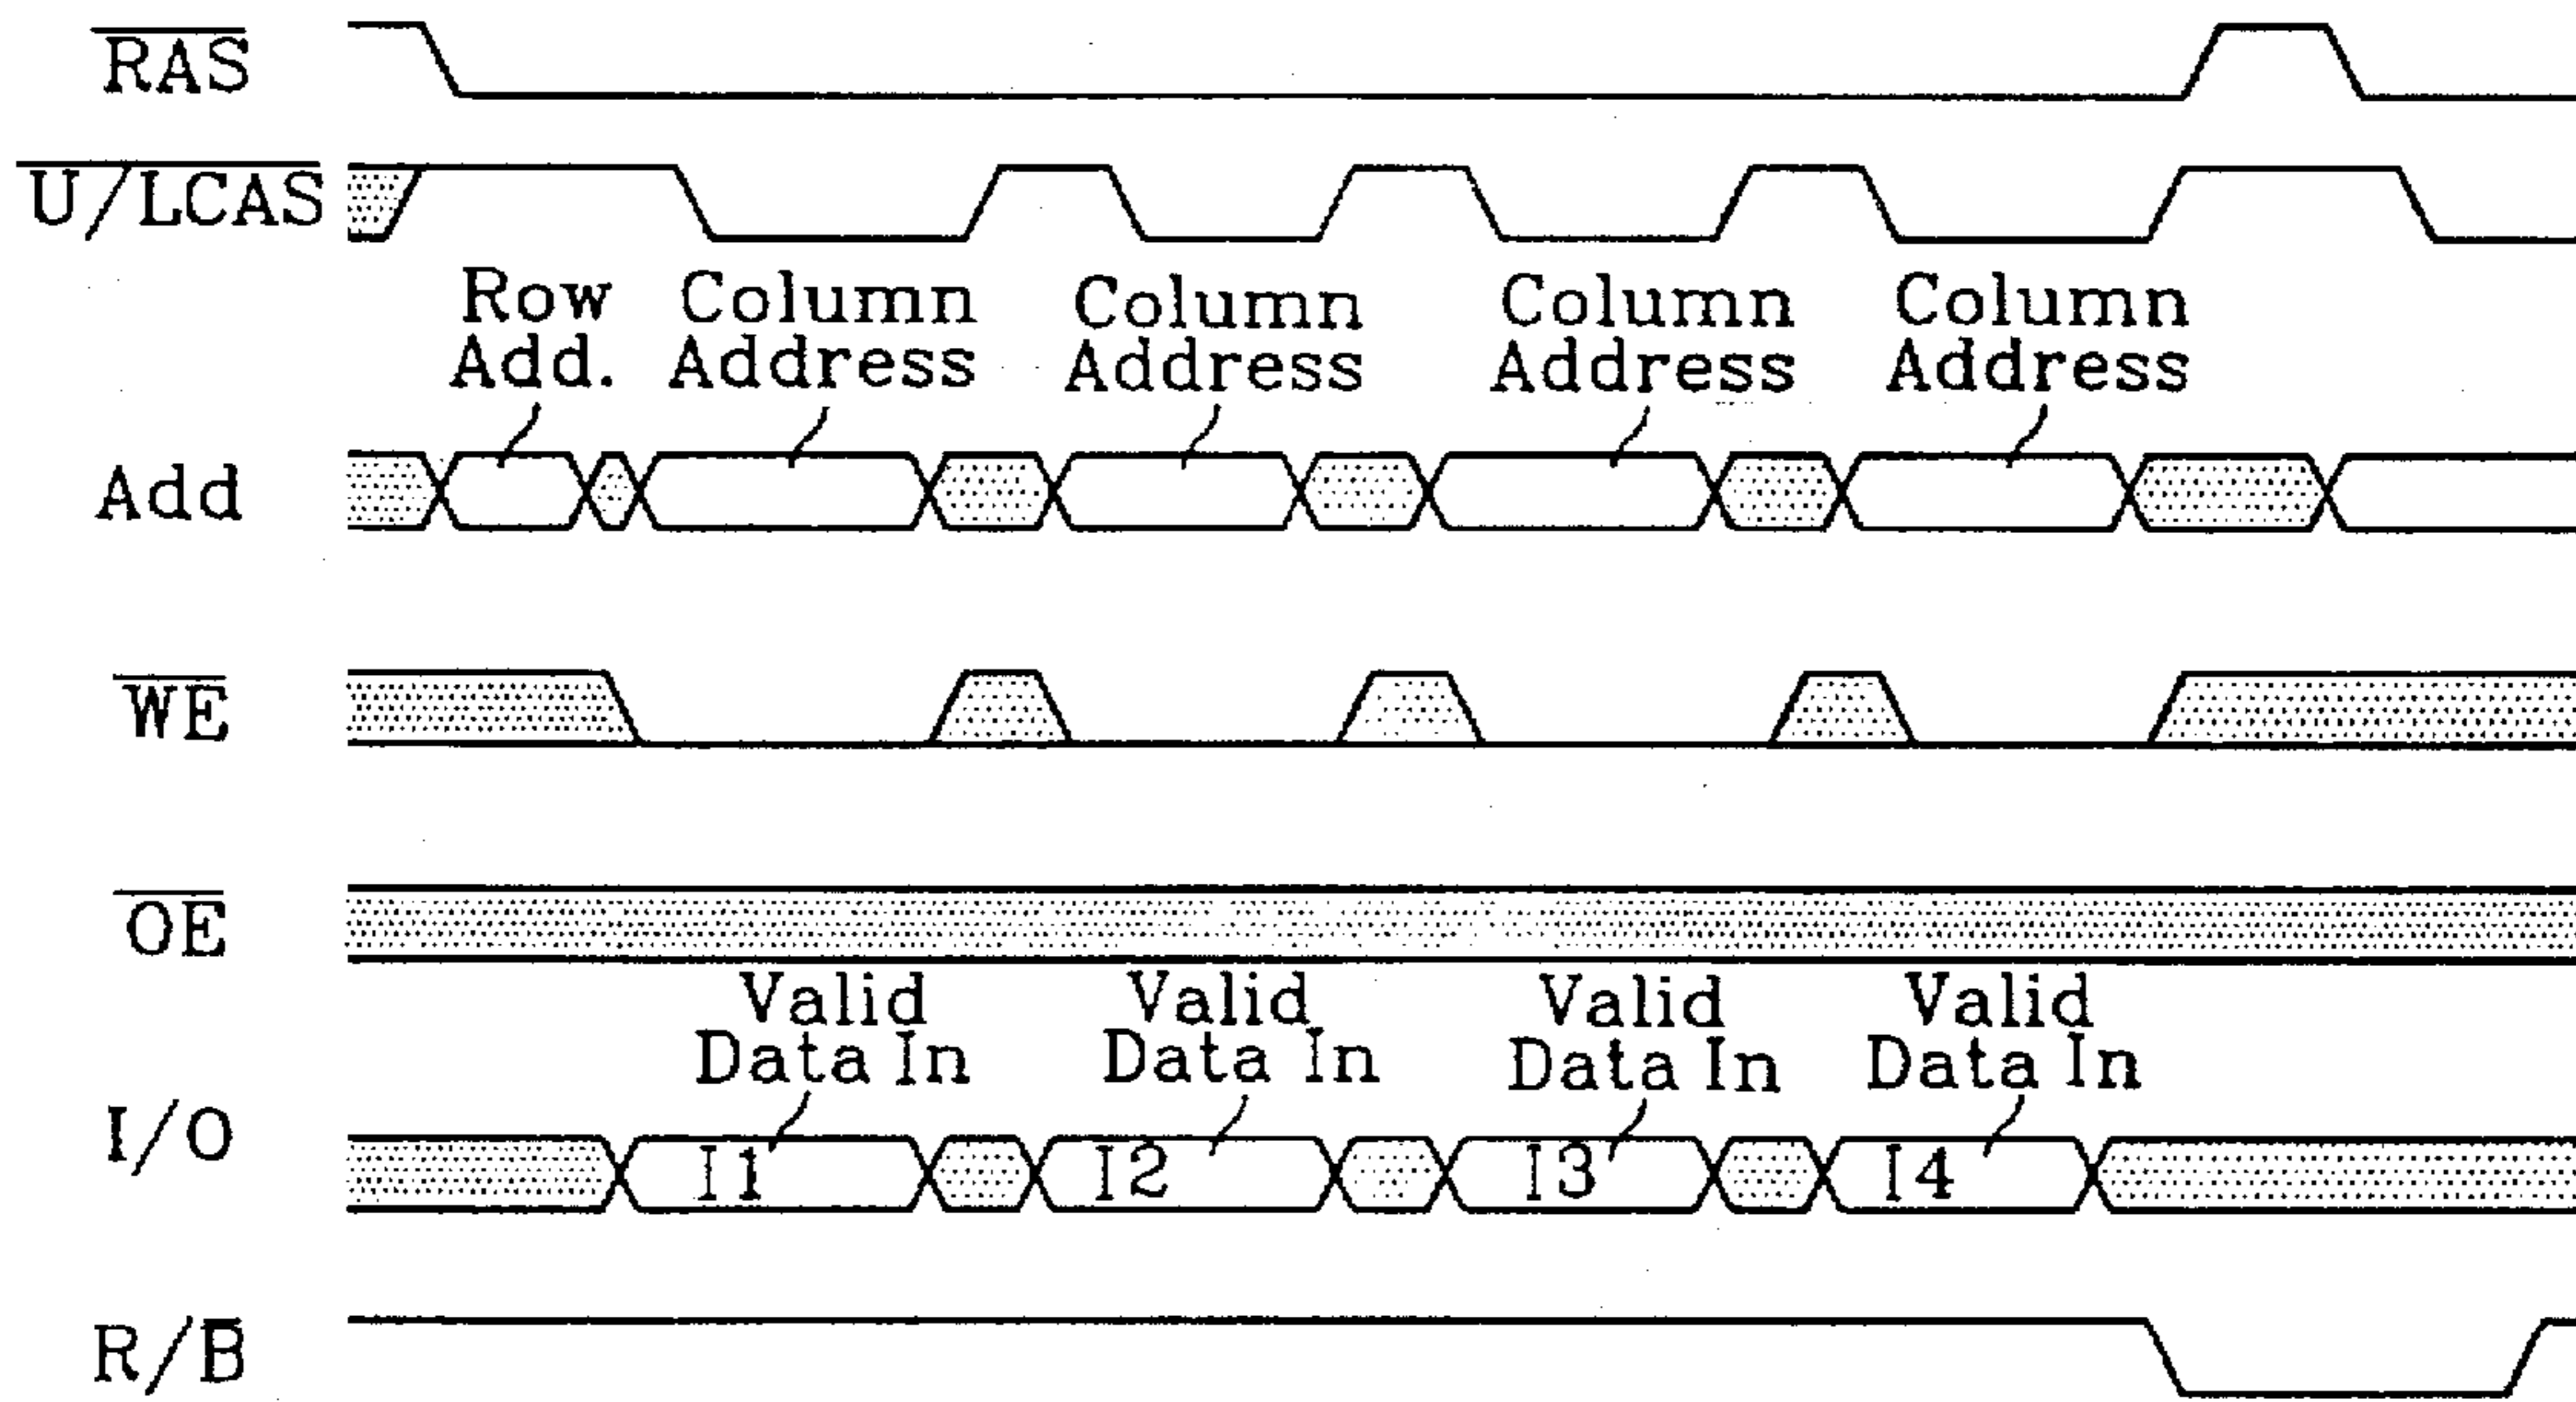 RAS
U/LCAS
Row Add.
Column Address
Column Address
Column Address
Column Address
Add
WE
OE
Valid Data In
Valid Data In
Valid Data In
Valid Data In
I/O
I1
I2
I3
I4
R/B